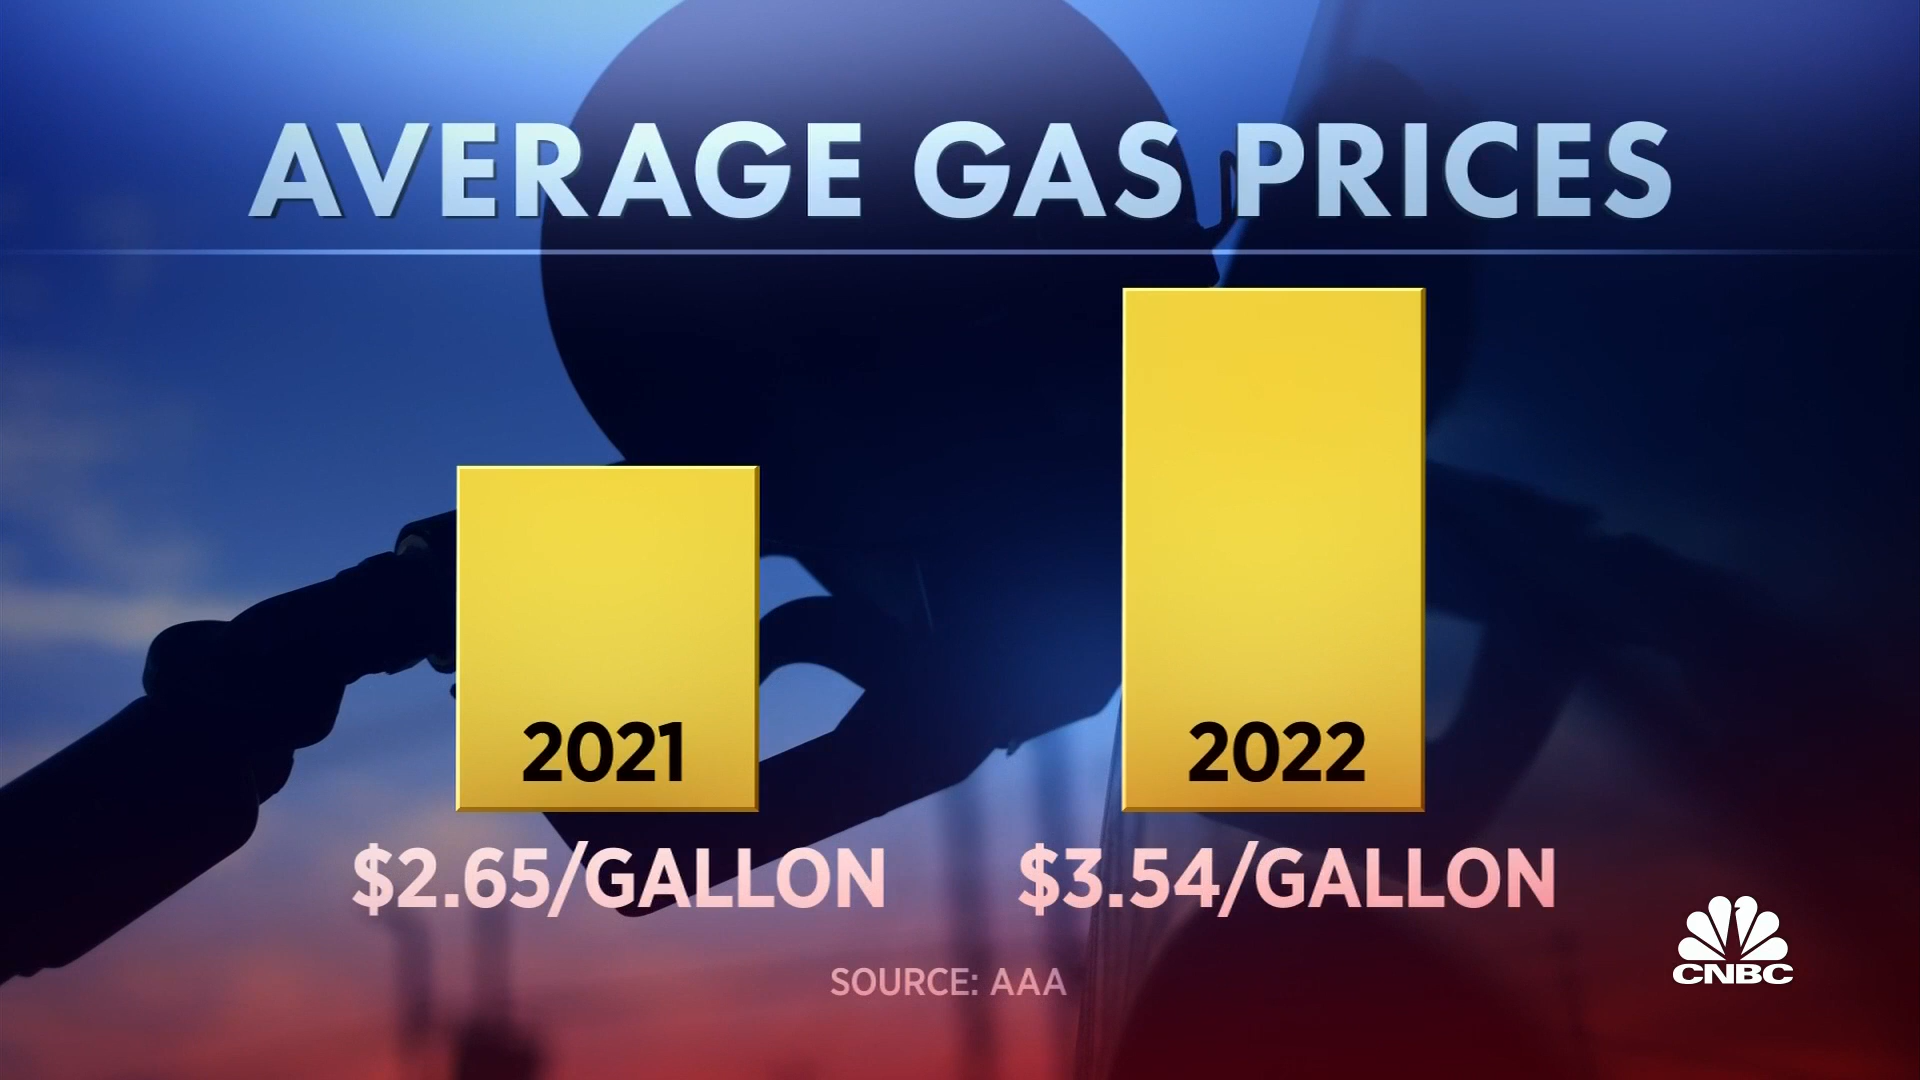 AVERAGE GAS PRICES
2021
2022
$2.65/GALLON
$3.54/GALLON
SOURCE: AAA
CNBC